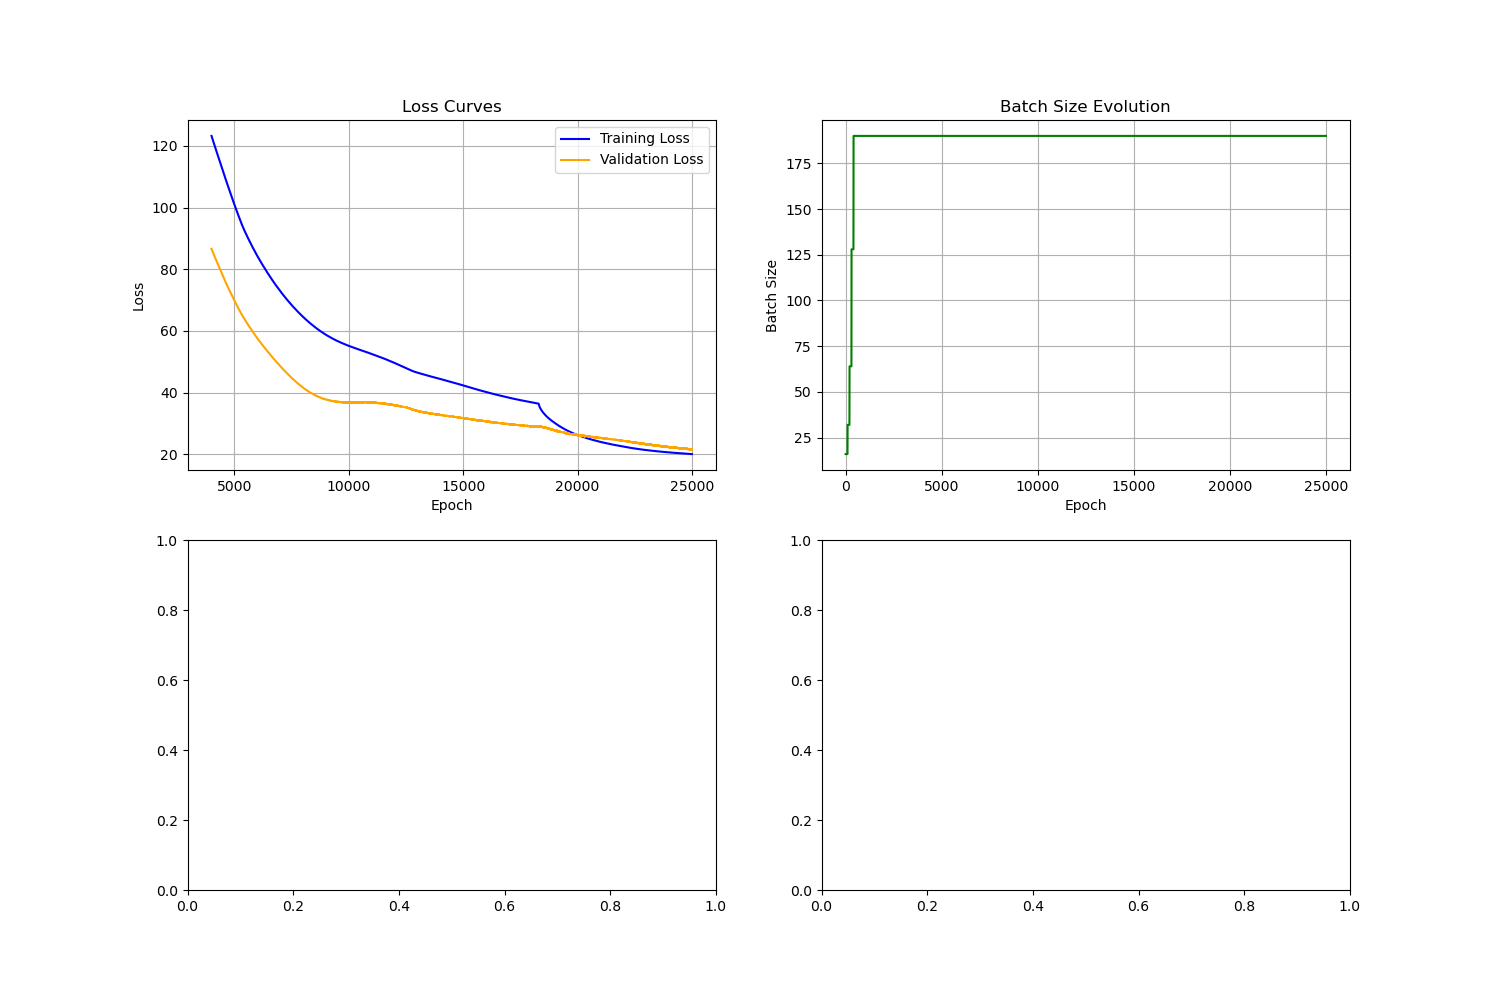 Loss Curves
120
100
80
60
40
20
Loss
Training Loss
Validation Loss
5000 10000 15000 20000 25000
Epoch
Batch Size Evolution
175
150
125
100
75
50
25
Batch Size
0 5000 10000 15000 20000 25000
Epoch
1.0
0.8
0.6
0.4
0.2
0.0
0.0 0.2 0.4 0.6 0.8 1.0
1.0
0.8
0.6
0.4
0.2
0.0
0.0 0.2 0.4 0.6 0.8 1.0